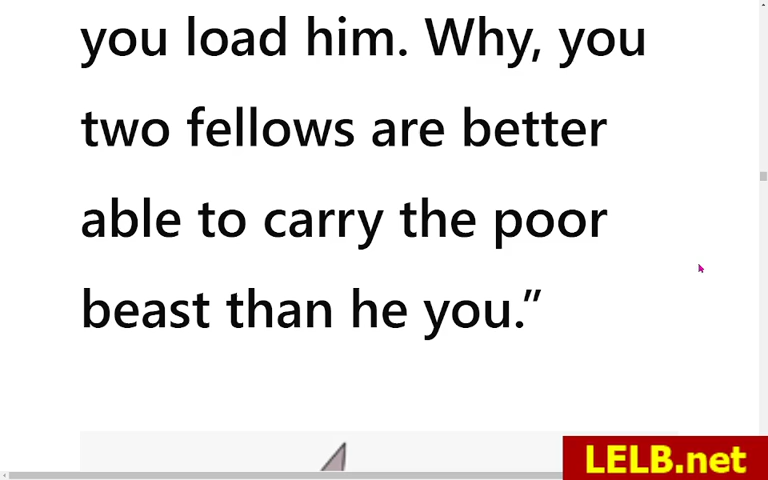 you load him. Why, you
two fellows are better
able to carry the poor
beast than he you.”
LELB.net